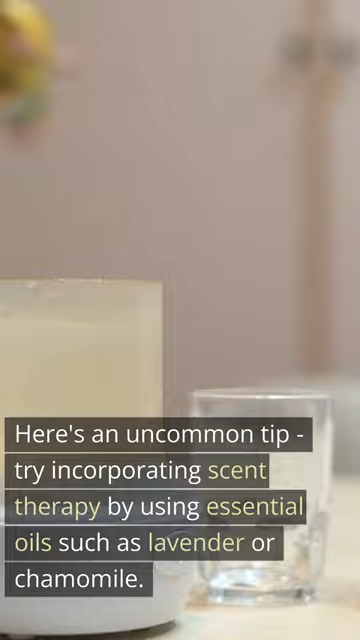 Here's an uncommon tip -
try incorporating scent
therapy by using essential
oils such as lavender or
chamomile.